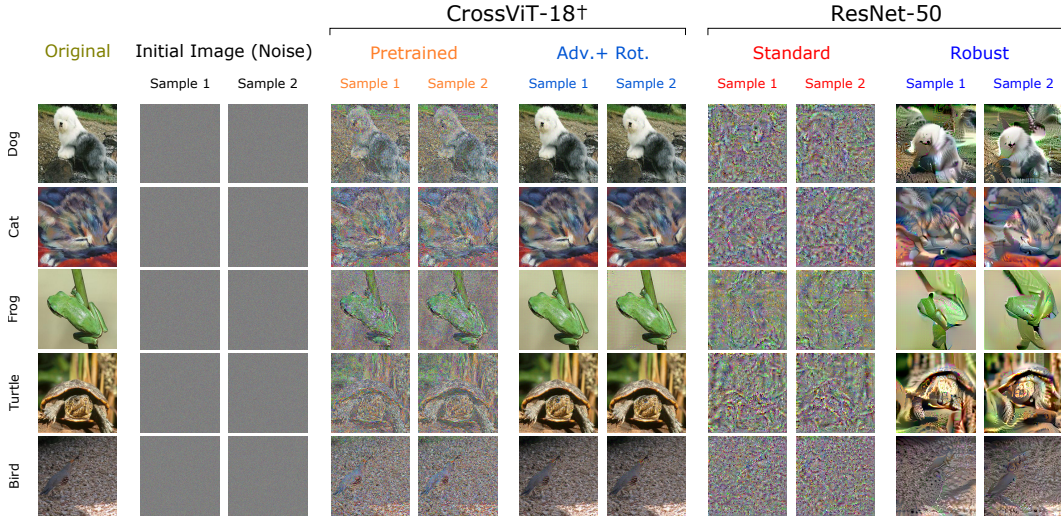 CrossViT-18† ResNet-50
Original Initial Image (Noise) Pretrained Adv.+ Rot. Standard Robust
Sample 1 Sample 2 Sample 1 Sample 2 Sample 1 Sample 2 Sample 1 Sample 2 Sample 1 Sample 2
Dog
Cat
Frog
Turtle
Bird